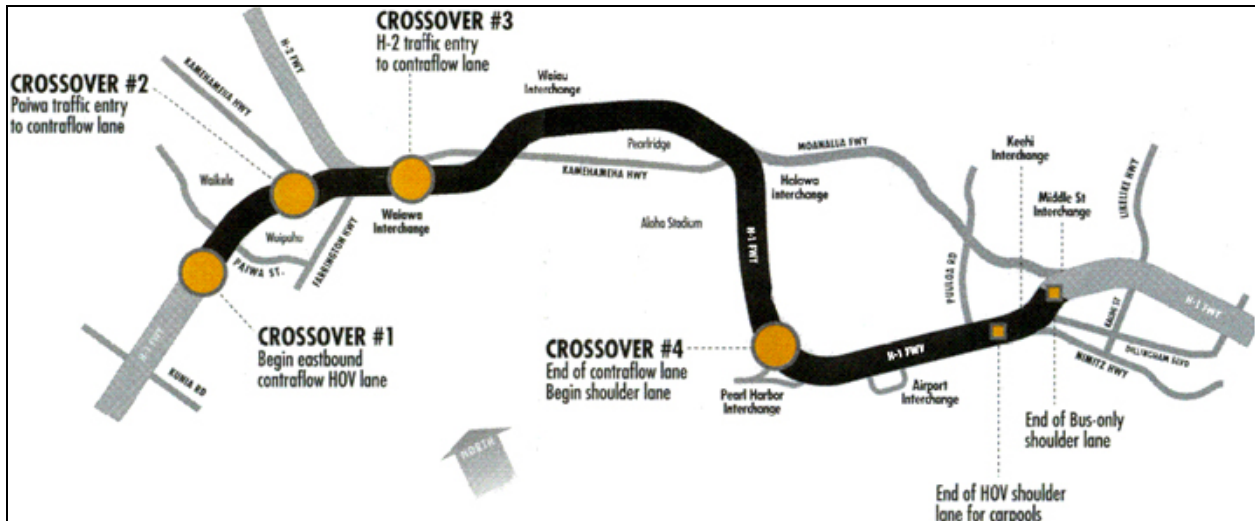 CROSSOVER #3
H-2 traffic entry
to contraflow lane
CROSSOVER #2
Paiwa traffic entry
to contraflow lane
KAMEHAMEHA HWY
H-2 FWY
Waiau
Interchange
Pearlridge
KAMEHAMEHA HWY
MOANALUA FWY
Keehi
Interchange
Middle St
Interchange
LIKELIKE HWY
Waikele
Waipahu
PAIWA ST.
FARRINGTON HWY
Waiawa
Interchange
Halawa
Interchange
Aloha Stadium
H-1 FWY
PUULOA RD
KALIHI ST
H-1 FWY
DILLINGHAM BLVD
NIMITZ HWY
H-1 FWY
KUNIA RD
CROSSOVER #1
Begin eastbound
contraflow HOV lane
CROSSOVER #4
End of contraflow lane
Begin shoulder lane
Pearl Harbor
Interchange
H-1 FWY
Airport
Interchange
End of Bus-only
shoulder lane
End of HOV shoulder
lane for carpools
NORTH